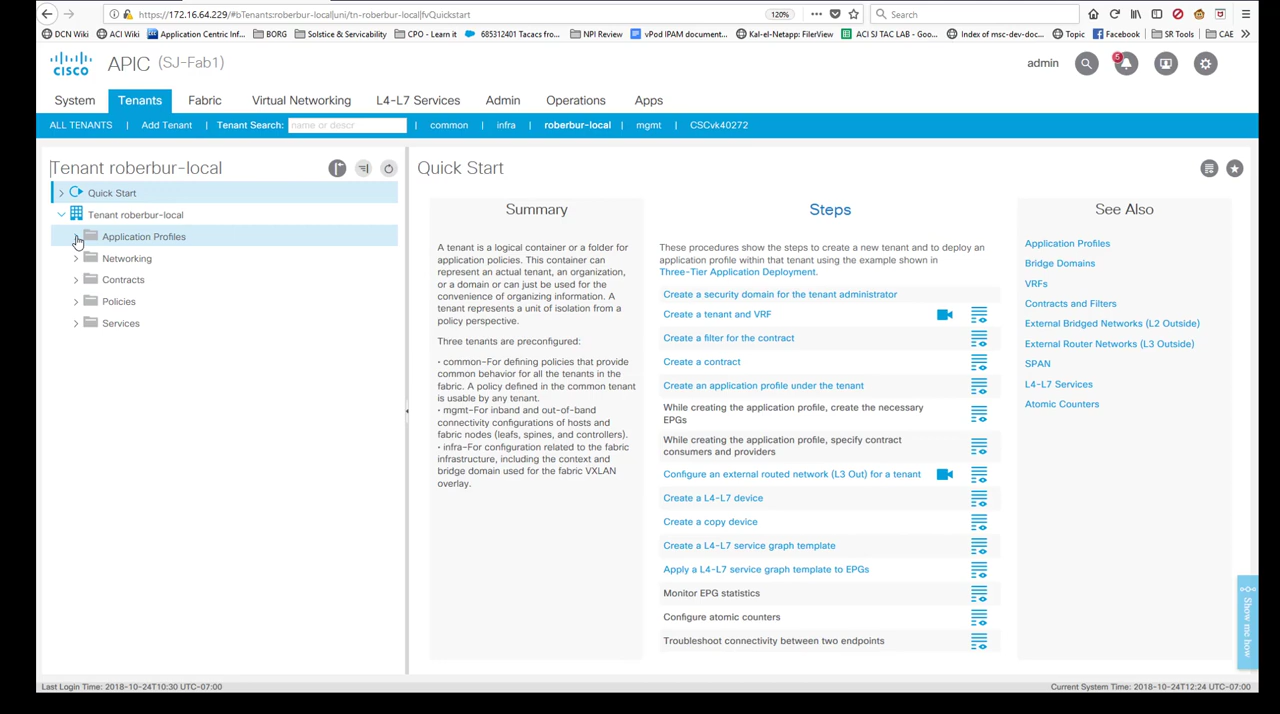 https://172.16.64.229/#bTenants:roberbur-local|uni/tn-roberbur-local|fvQuickstart
120%
Search
DCN Wiki
ACI Wiki
Application Centric Inf...
BORG
Solstice & Servicability
CPO - Learn it
685312401 Tacacs fro...
NPI Review
vPod IPAM document...
Kal-el-Netapp: FilerView
ACI SJ TAC LAB - Goo...
Index of msc-dev-doc...
Topic
Facebook
SR Tools
CAE
CISCO
APIC (SJ-Fab1)
admin
5
System
Tenants
Fabric
Virtual Networking
L4-L7 Services
Admin
Operations
Apps
ALL TENANTS | Add Tenant | Tenant Search: name or descr | common | infra | roberbur-local | mgmt | CSCvk40272
Tenant roberbur-local
Quick Start
Tenant roberbur-local
Application Profiles
Networking
Contracts
Policies
Services
Quick Start
Summary
A tenant is a logical container or a folder for
application policies. This container can
represent an actual tenant, an organization,
or a domain or can just be used for the
convenience of organizing information. A
tenant represents a unit of isolation from a
policy perspective.
Three tenants are preconfigured:
• common-For defining policies that provide
common behavior for all the tenants in the
fabric. A policy defined in the common tenant
is usable by any tenant.
• mgmt-For inband and out-of-band
connectivity configurations of hosts and
fabric nodes (leafs, spines, and controllers).
• infra-For configuration related to the fabric
infrastructure, including the context and
bridge domain used for the fabric VXLAN
overlay.
Steps
These procedures show the steps to create a new tenant and to deploy an
application profile within that tenant using the example shown in
Three-Tier Application Deployment.
Create a security domain for the tenant administrator
Create a tenant and VRF
Create a filter for the contract
Create a contract
Create an application profile under the tenant
While creating the application profile, create the necessary
EPGs
While creating the application profile, specify contract
consumers and providers
Configure an external routed network (L3 Out) for a tenant
Create a L4-L7 device
Create a copy device
Create a L4-L7 service graph template
Apply a L4-L7 service graph template to EPGs
Monitor EPG statistics
Configure atomic counters
Troubleshoot connectivity between two endpoints
See Also
Application Profiles
Bridge Domains
VRFs
Contracts and Filters
External Bridged Networks (L2 Outside)
External Router Networks (L3 Outside)
SPAN
L4-L7 Services
Atomic Counters
Show me how
Last Login Time: 2018-10-24T10:30 UTC-07:00
Current System Time: 2018-10-24T12:24 UTC-07:00